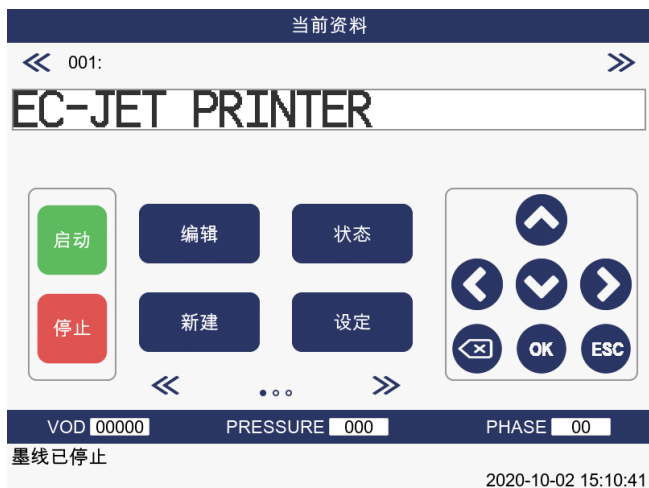 当前资料
001:
EC-JET PRINTER
启动
编辑
状态
停止
新建
设定
OK
ESC
VOD 00000 PRESSURE 000 PHASE 00
墨线已停止
2020-10-02 15:10:41